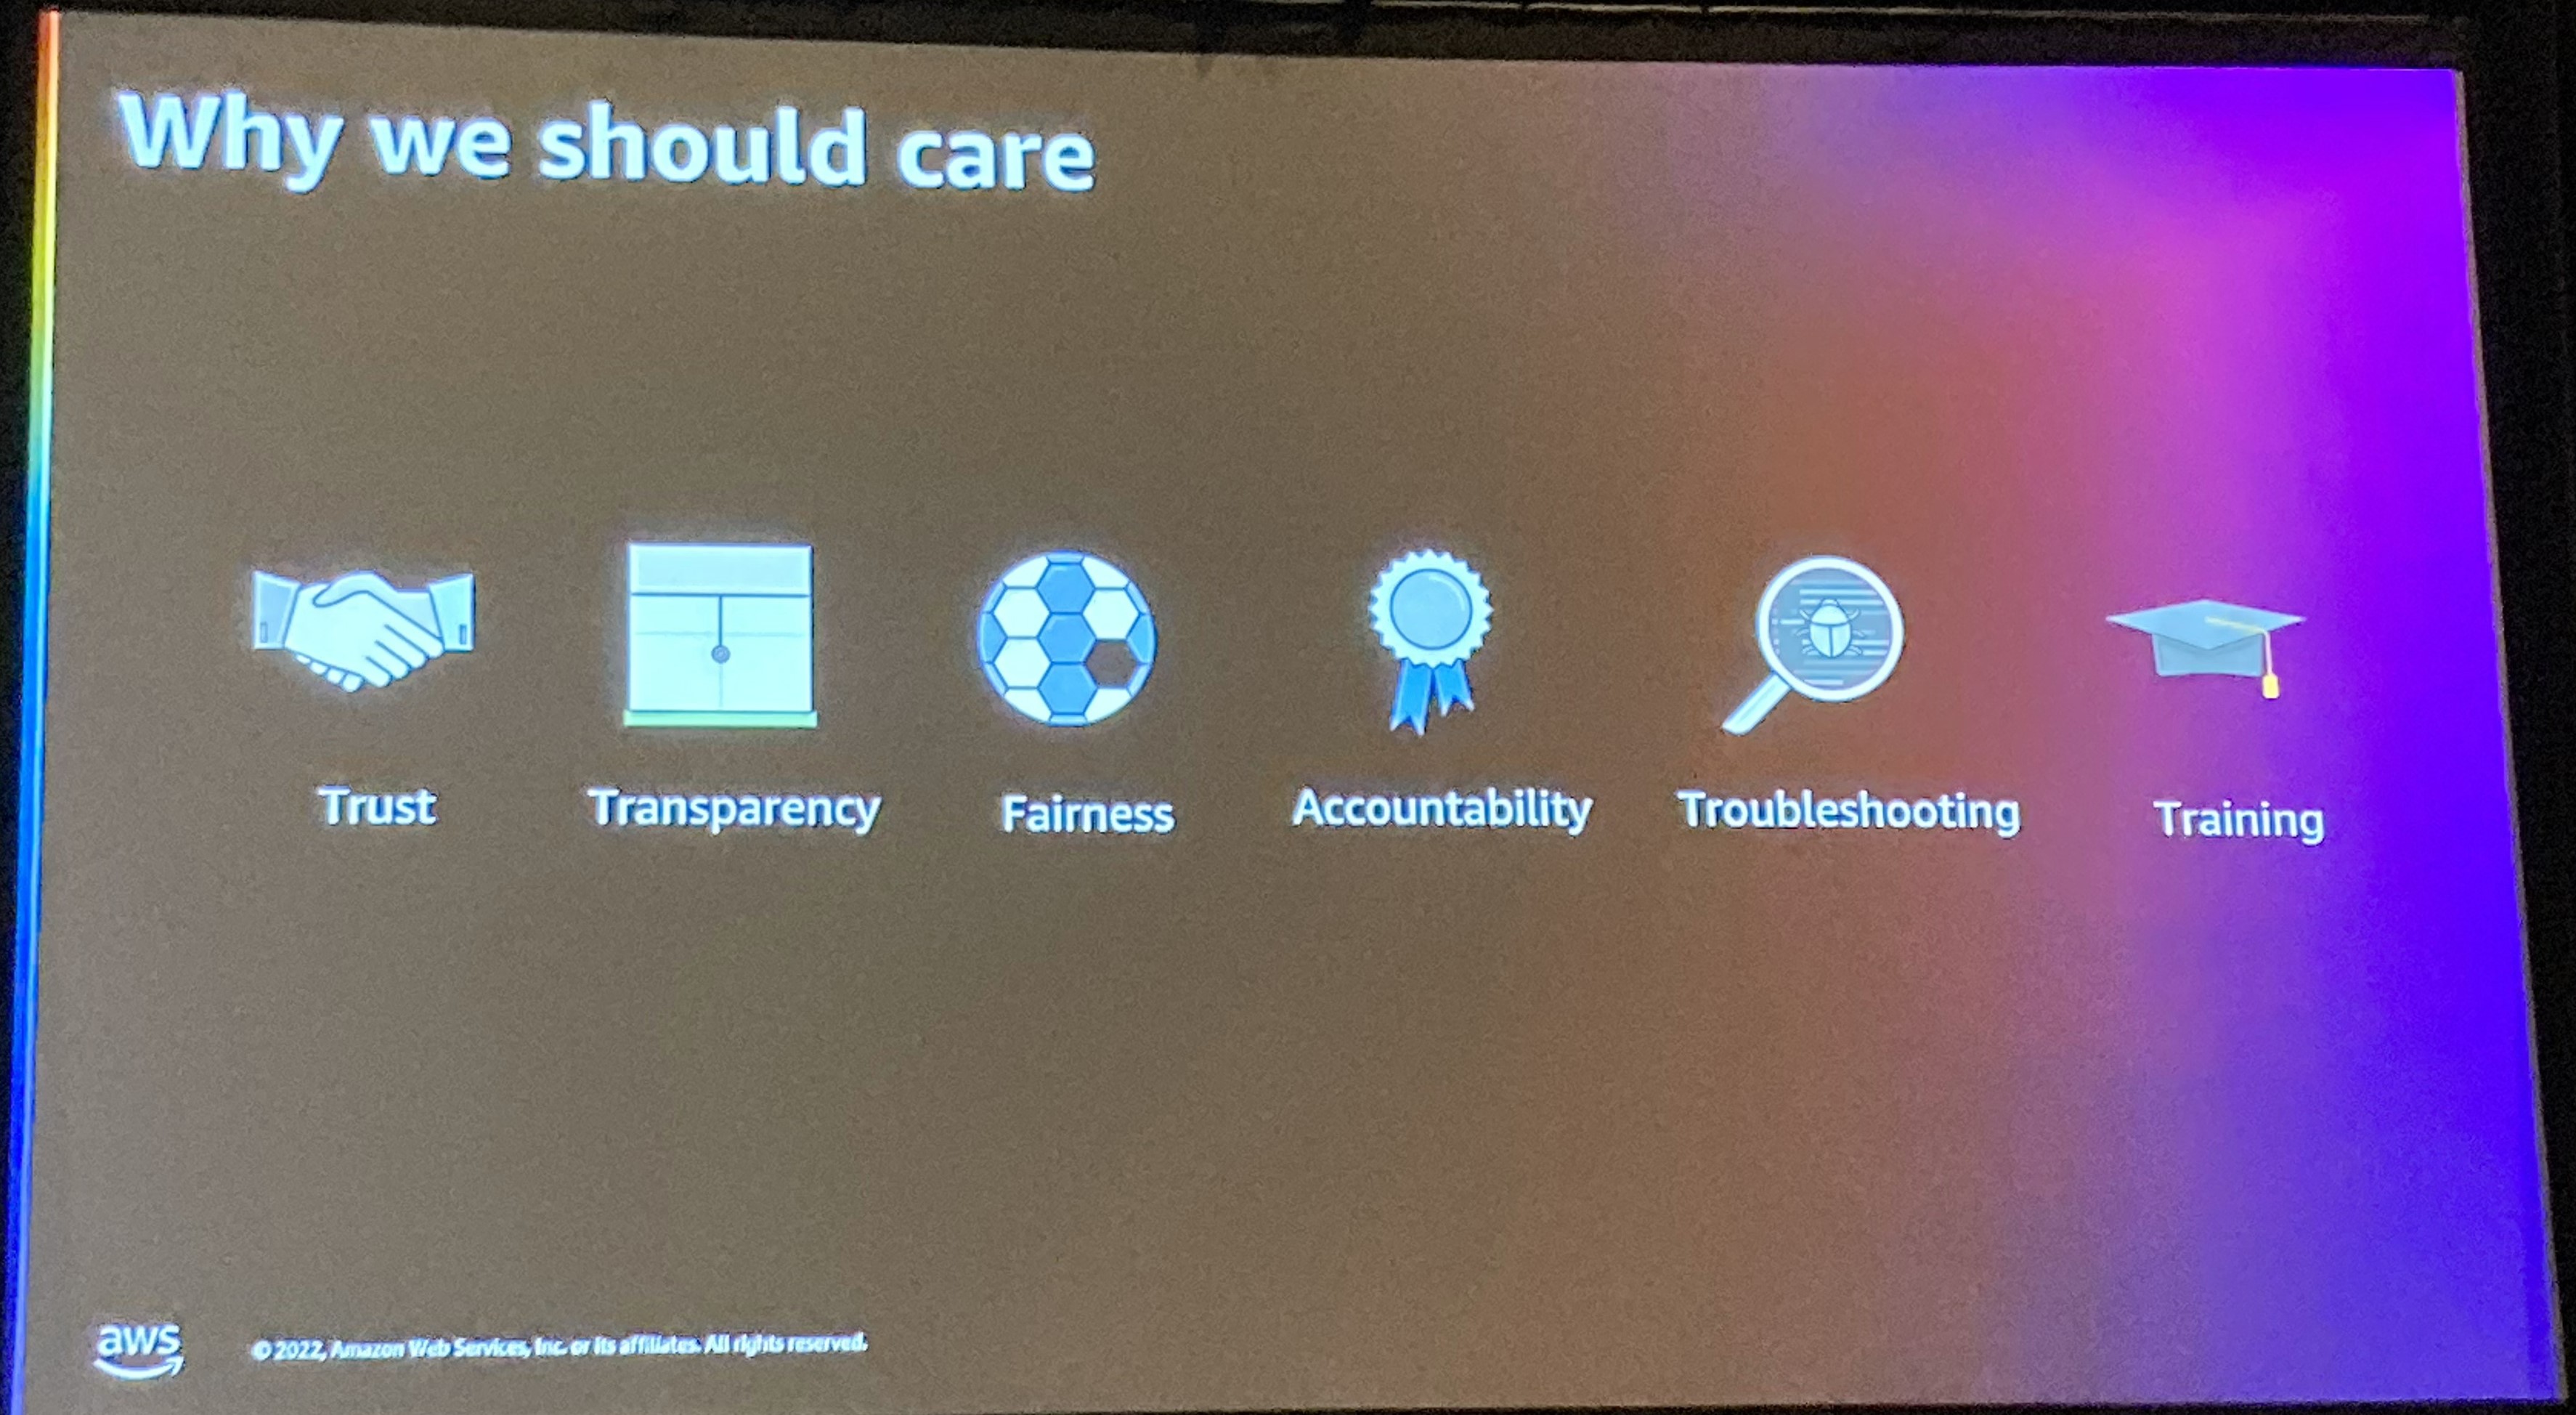 Why we should care
Trust
Transparency
Fairness
Accountability
Troubleshooting
Training
aws
© 2022, Amazon Web Services, Inc. or its affiliates. All rights reserved.